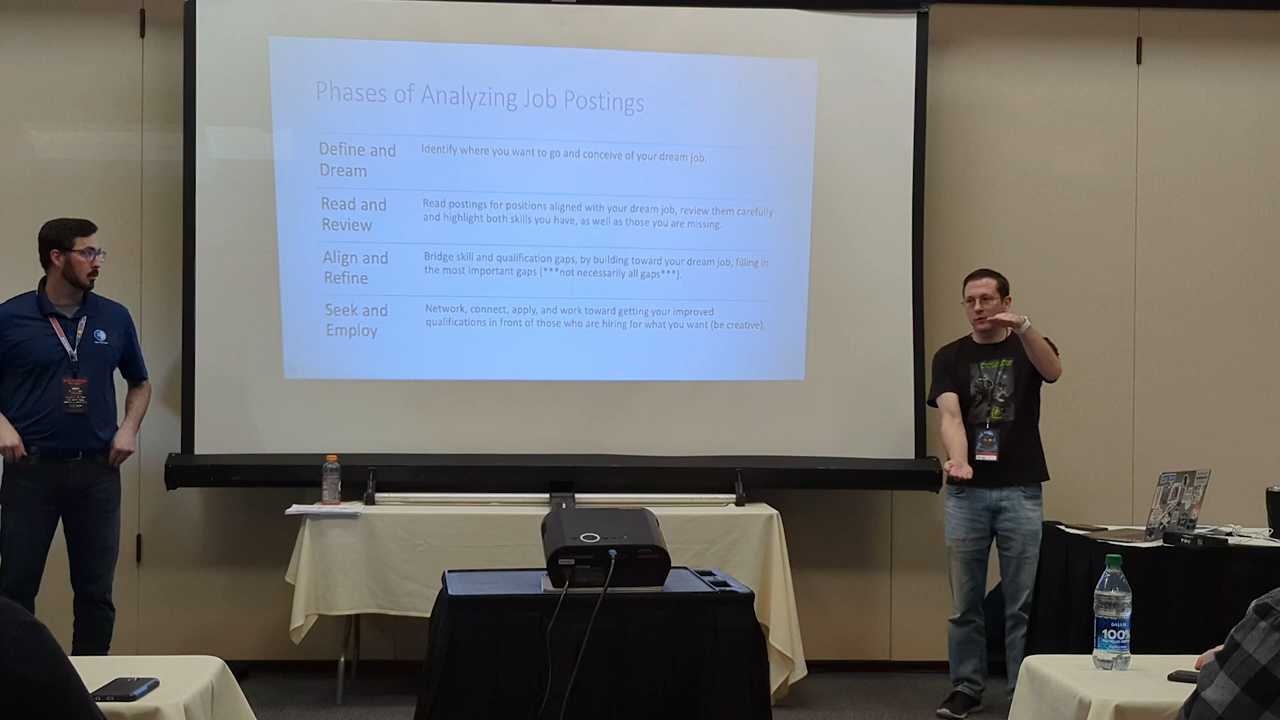 Phases of Analyzing Job Postings
Define and
Dream
Identify where you want to go and conceive of your dream job.
Read and
Review
Read postings for positions aligned with your dream job, review them carefully
and highlight both skills you have, as well as those you are missing.
Align and
Refine
Bridge skill and qualification gaps, by building toward your dream job, filling in
the most important gaps (***not necessarily all gaps***).
Seek and
Employ
Network, connect, apply, and work toward getting your improved
qualifications in front of those who are hiring for what you want (be creative).
DASANI
100%